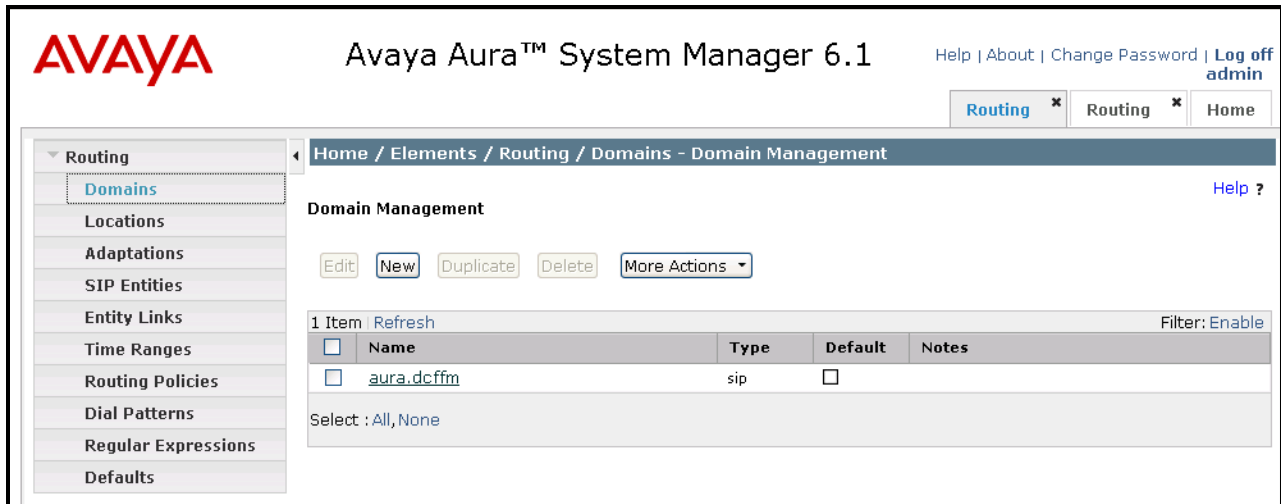 AVAYA
Avaya Aura™ System Manager 6.1
Help | About | Change Password | Log off
admin
Routing × Routing × Home
Routing
Domains
Locations
Adaptations
SIP Entities
Entity Links
Time Ranges
Routing Policies
Dial Patterns
Regular Expressions
Defaults
Home / Elements / Routing / Domains - Domain Management
Help ?
Domain Management
Edit New Duplicate Delete More Actions
1 Item | Refresh Filter: Enable
Name Type Default Notes
aura.dcffm sip
Select : All, None